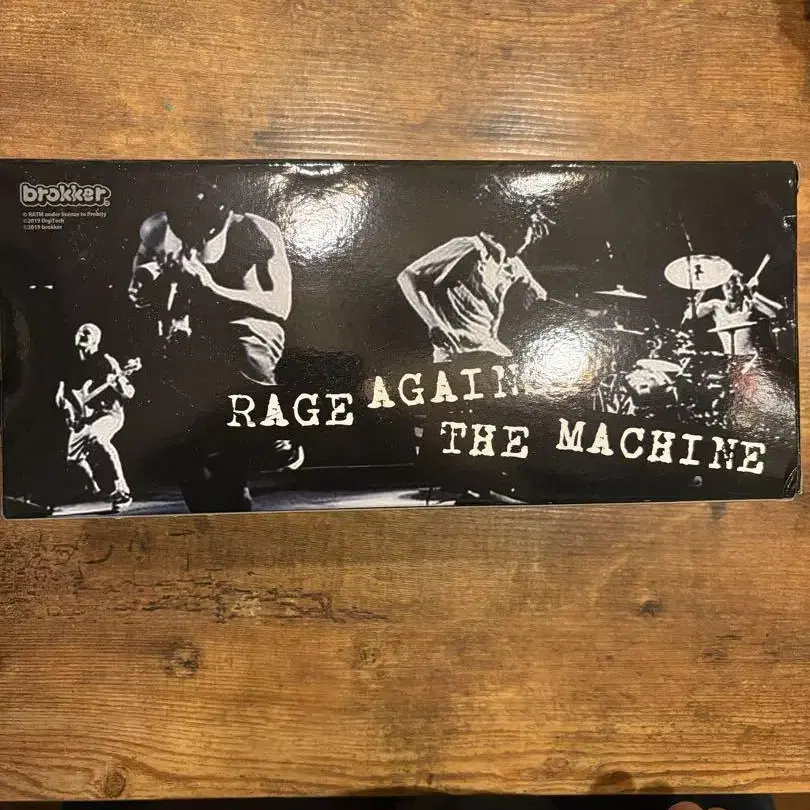 brokker
© RATM under license to Probity
©2019 DigiTech
©2019 brokker
RAGE AGAIN
THE MACHINE